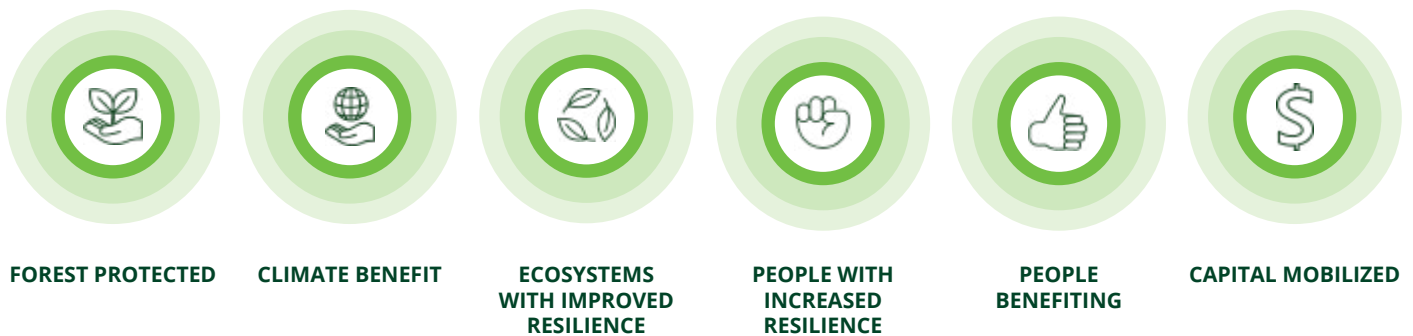 FOREST PROTECTED
CLIMATE BENEFIT
ECOSYSTEMS
WITH IMPROVED
RESILIENCE
PEOPLE WITH
INCREASED
RESILIENCE
PEOPLE
BENEFITING
CAPITAL MOBILIZED